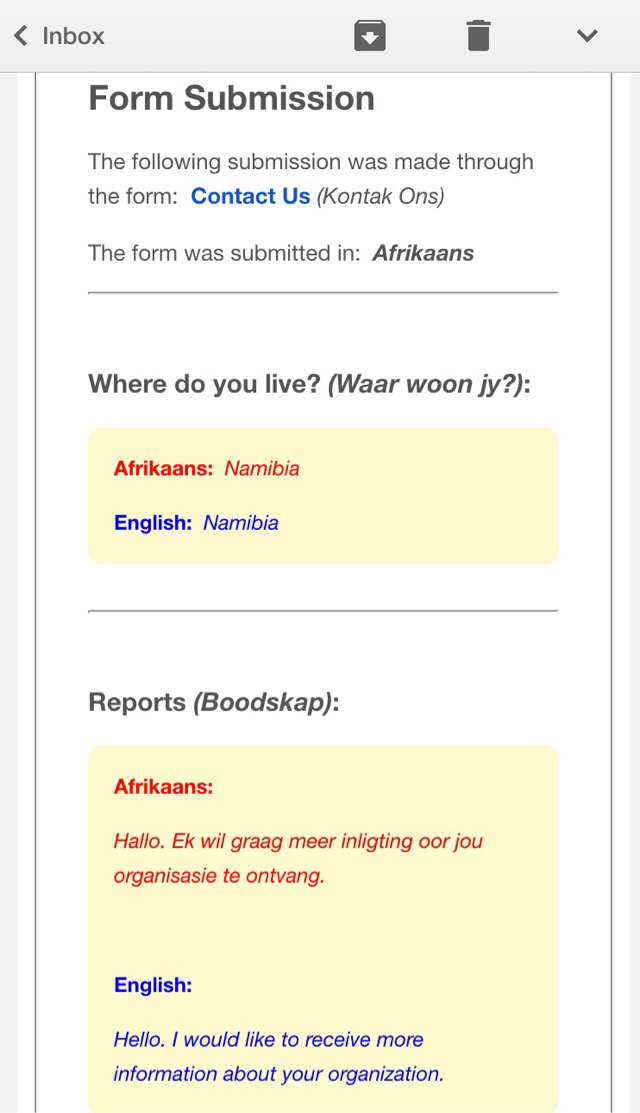 Inbox
Form Submission
The following submission was made through
the form: Contact Us (Kontak Ons)
The form was submitted in: Afrikaans
Where do you live? (Waar woon jy?):
Afrikaans: Namibia
English: Namibia
Reports (Boodskap):
Afrikaans:
Hallo. Ek wil graag meer inligting oor jou
organisasie te ontvang.
English:
Hello. I would like to receive more
information about your organization.